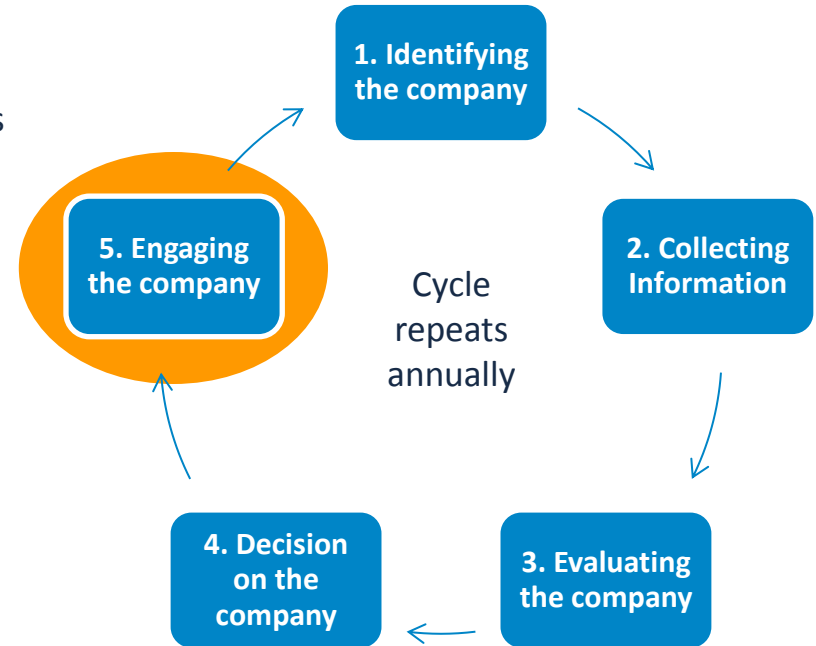 1. Identifying
the company
s
5. Engaging
the company
2. Collecting
Information
Cycle
repeats
annually
4. Decision
on the
company
3. Evaluating
the company